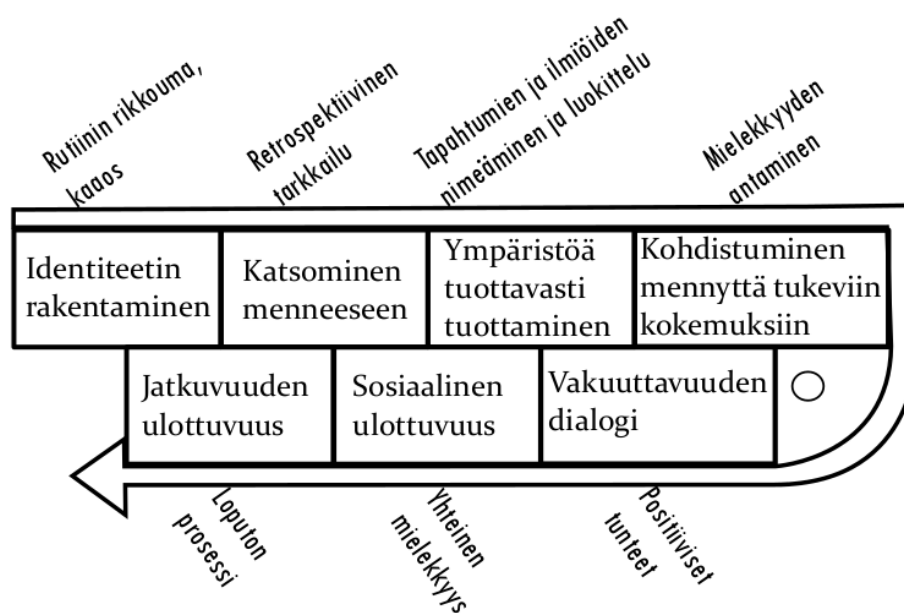 Rutiinin rikkouma,
kaaos
Retrospektiivinen
tarkkailu
Tapahtumien ja ilmiöiden
nimeäminen ja luokittelu
Mielekkyyden
antaminen
Identiteetin
rakentaminen
Katsominen
menneeseen
Ympäristöä
tuottavasti
tuottaminen
Kohdistuminen
mennyttä tukeviin
kokemuksiin
Jatkuvuuden
ulottuvuus
Sosiaalinen
ulottuvuus
Vakuuttavuuden
dialogi
Loputon
prosessi
Yhteinen
mielekkyys
Positiiviset
tunteet